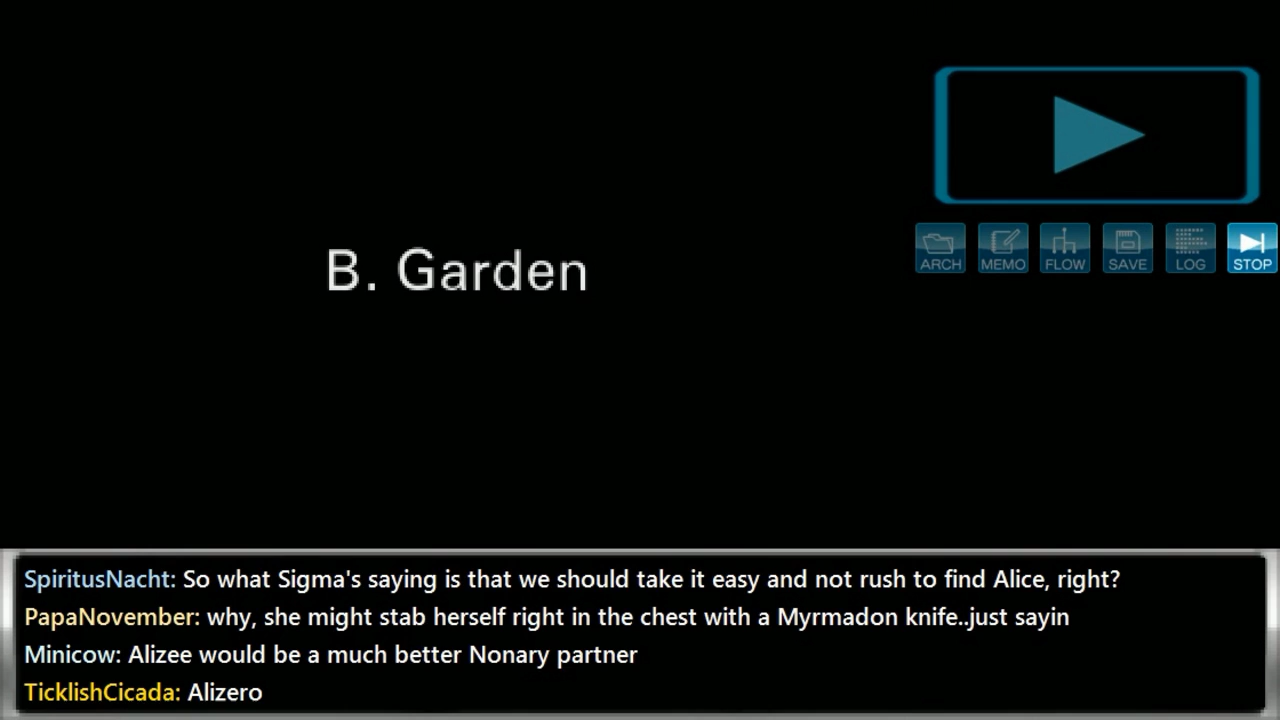 B. Garden
ARCH MEMO FLOW SAVE LOG STOP
SpiritusNacht: So what Sigma's saying is that we should take it easy and not rush to find Alice, right?
PapaNovember: why, she might stab herself right in the chest with a Myrmadon knife..just sayin
Minicow: Alizee would be a much better Nonary partner
TicklishCicada: Alizero